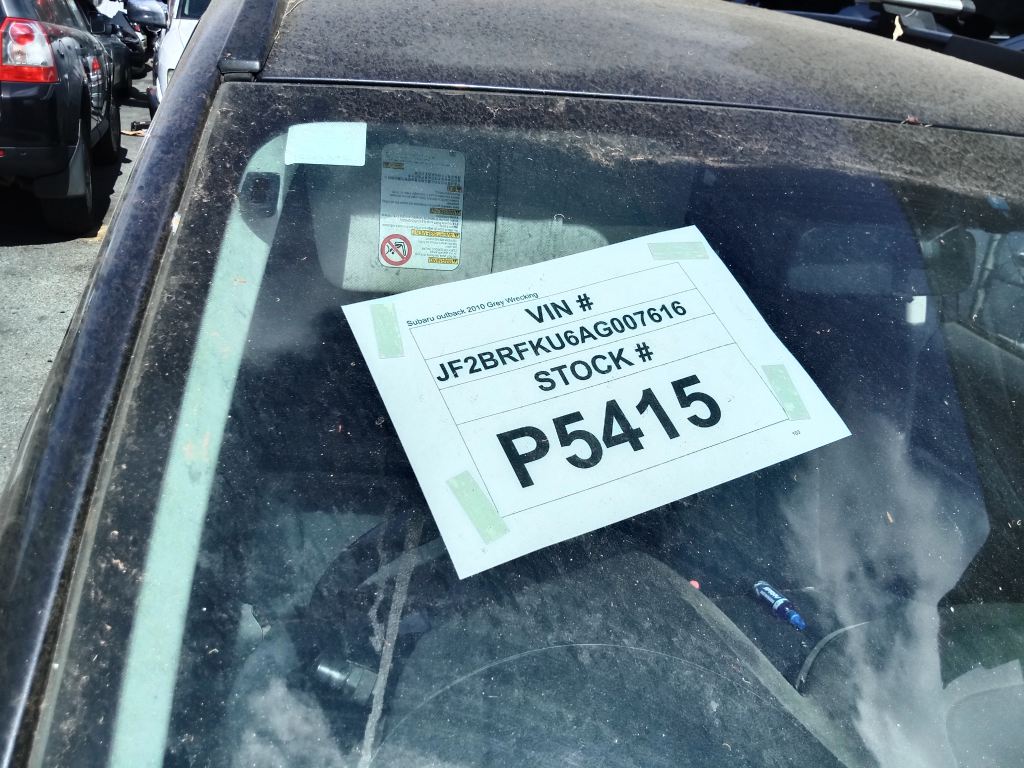 Subaru outback 2010 Grey Wrecking
VIN #
JF2BRFKU6AG007616
STOCK #
P5415